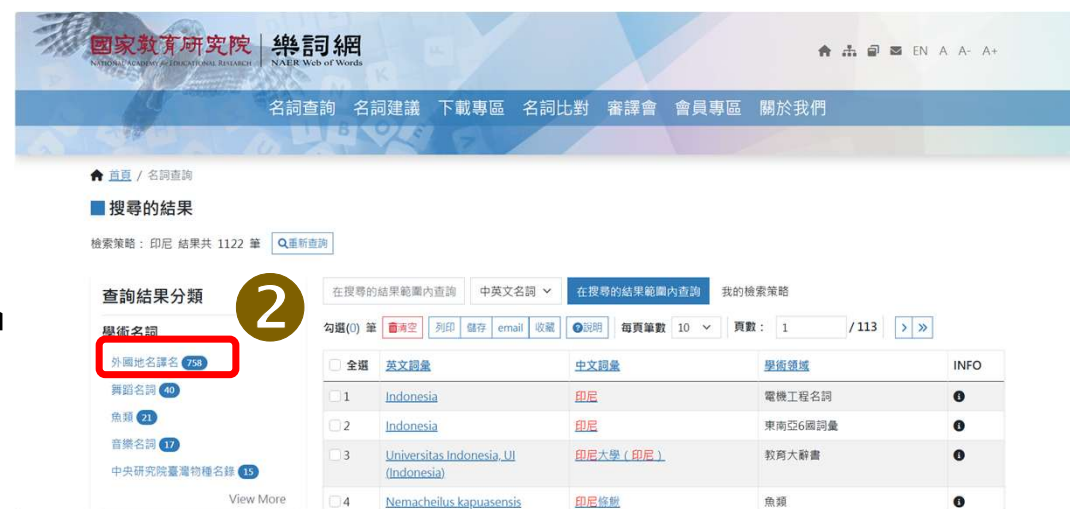 國家教育研究院 樂詞網
NATIONAL ACADEMY for EDUCATIONAL RESEARCH NAER Web of Words
EN A A- A+
名詞查詢 名詞建議 下載專區 名詞比對 審譯會 會員專區 關於我們
首頁 / 名詞查詢
搜尋的結果
檢索策略： 印尼 結果共 1122 筆 重新查詢
查詢結果分類
2
學術名詞
外國地名譯名 758
舞蹈名詞 40
魚類 21
音樂名詞 17
中央研究院臺灣物種名錄 15
View More
在搜尋的結果範圍內查詢 中英文名詞 在搜尋的結果範圍內查詢 我的檢索策略
勾選(0) 筆 清空 列印 儲存 email 收藏 說明 每頁筆數 10 頁數： 1 / 113 › »
全選 英文詞彙 中文詞彙 學術領域 INFO
1 Indonesia 印尼 電機工程名詞
2 Indonesia 印尼 東南亞6國詞彙
3 Universitas Indonesia, UI (Indonesia) 印尼大學（印尼） 教育大辭書
4 Nemacheilus kapuasensis 印尼條鰍 魚類